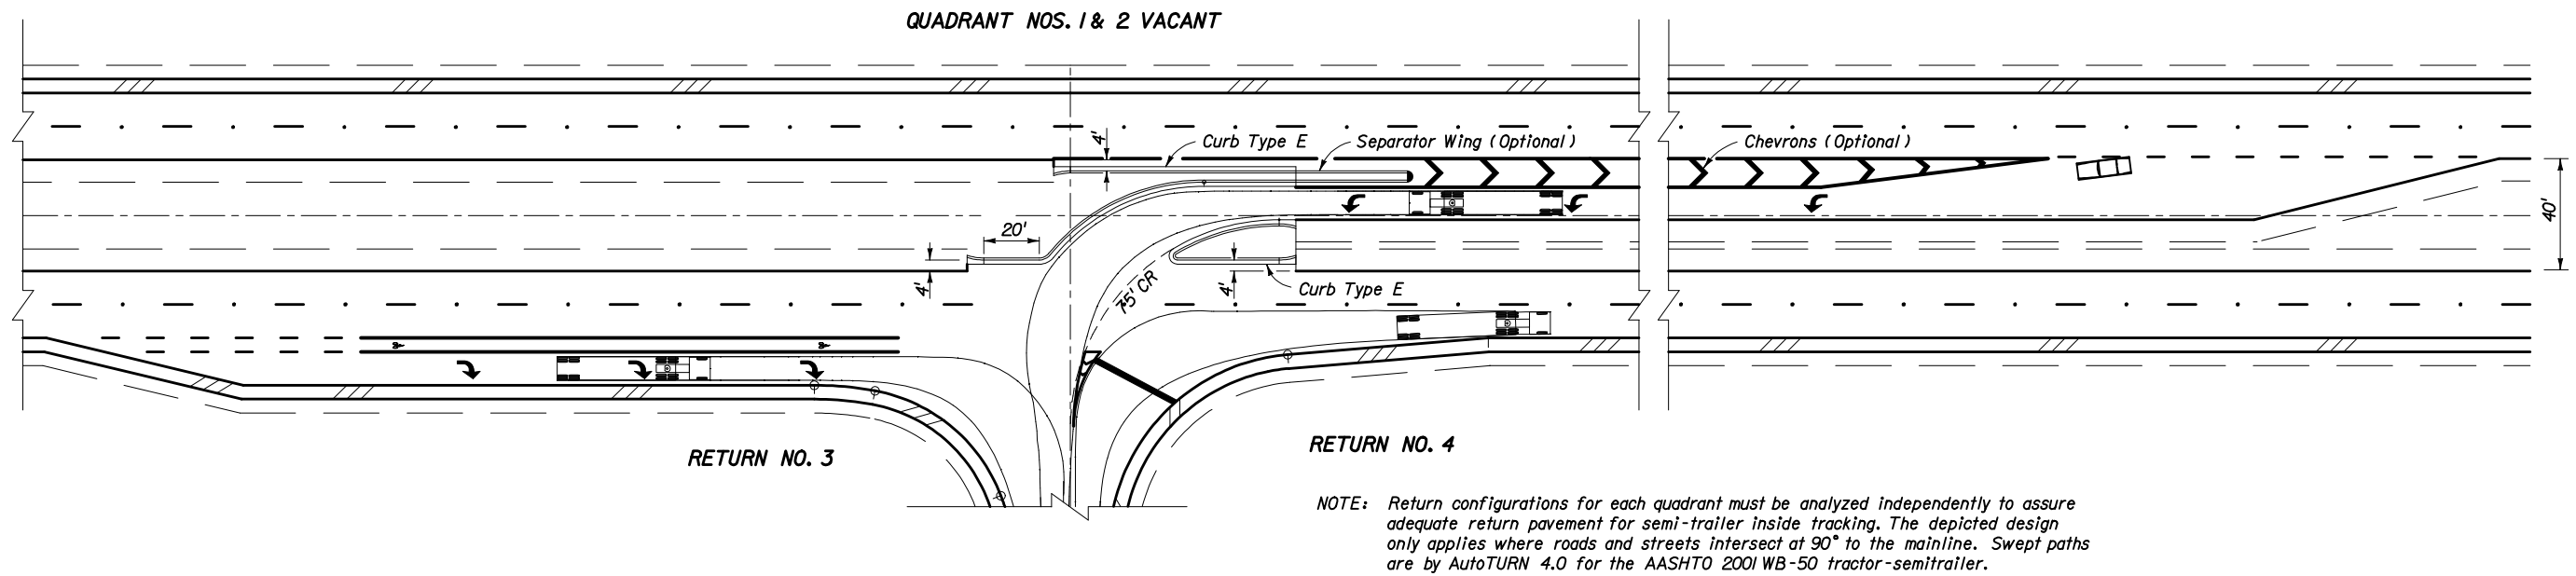 QUADRANT NOS. 1 & 2 VACANT
4'
Curb Type E
Separator Wing (Optional)
Chevrons (Optional)
40'
20'
4'
75' CR
4'
Curb Type E
RETURN NO. 3
RETURN NO. 4
NOTE: Return configurations for each quadrant must be analyzed independently to assure
adequate return pavement for semi-trailer inside tracking. The depicted design
only applies where roads and streets intersect at 90° to the mainline. Swept paths
are by AutoTURN 4.0 for the AASHTO 2001 WB-50 tractor-semitrailer.